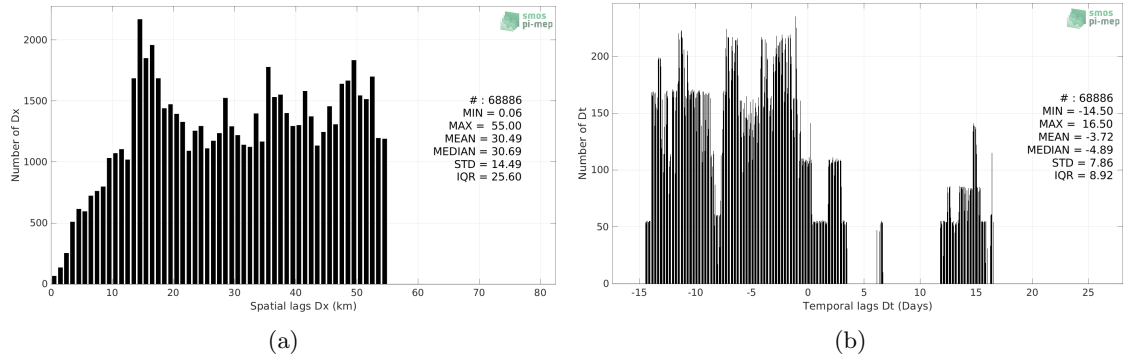 smos
pi-mep
2000
1500
1000
500
0
Number of Dx
# : 68886
MIN = 0.06
MAX = 55.00
MEAN = 30.49
MEDIAN = 30.69
STD = 14.49
IQR = 25.60
0 10 20 30 40 50 60 70 80
Spatial lags Dx (km)
(a)
smos
pi-mep
200
150
100
50
0
Number of Dt
# : 68886
MIN = -14.50
MAX = 16.50
MEAN = -3.72
MEDIAN = -4.89
STD = 7.86
IQR = 8.92
-15 -10 -5 0 5 10 15 20 25
Temporal lags Dt (Days)
(b)